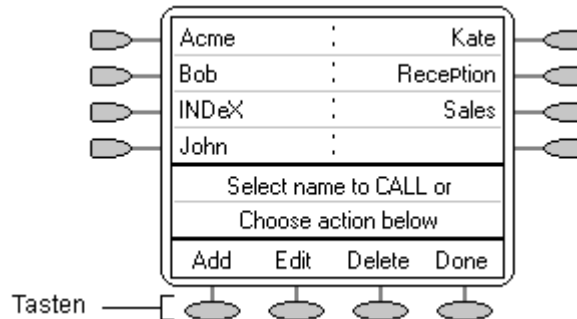 Acme : Kate
Bob : Reception
INDeX : Sales
John :
Select name to CALL or
Choose action below
Add Edit Delete Done
Tasten